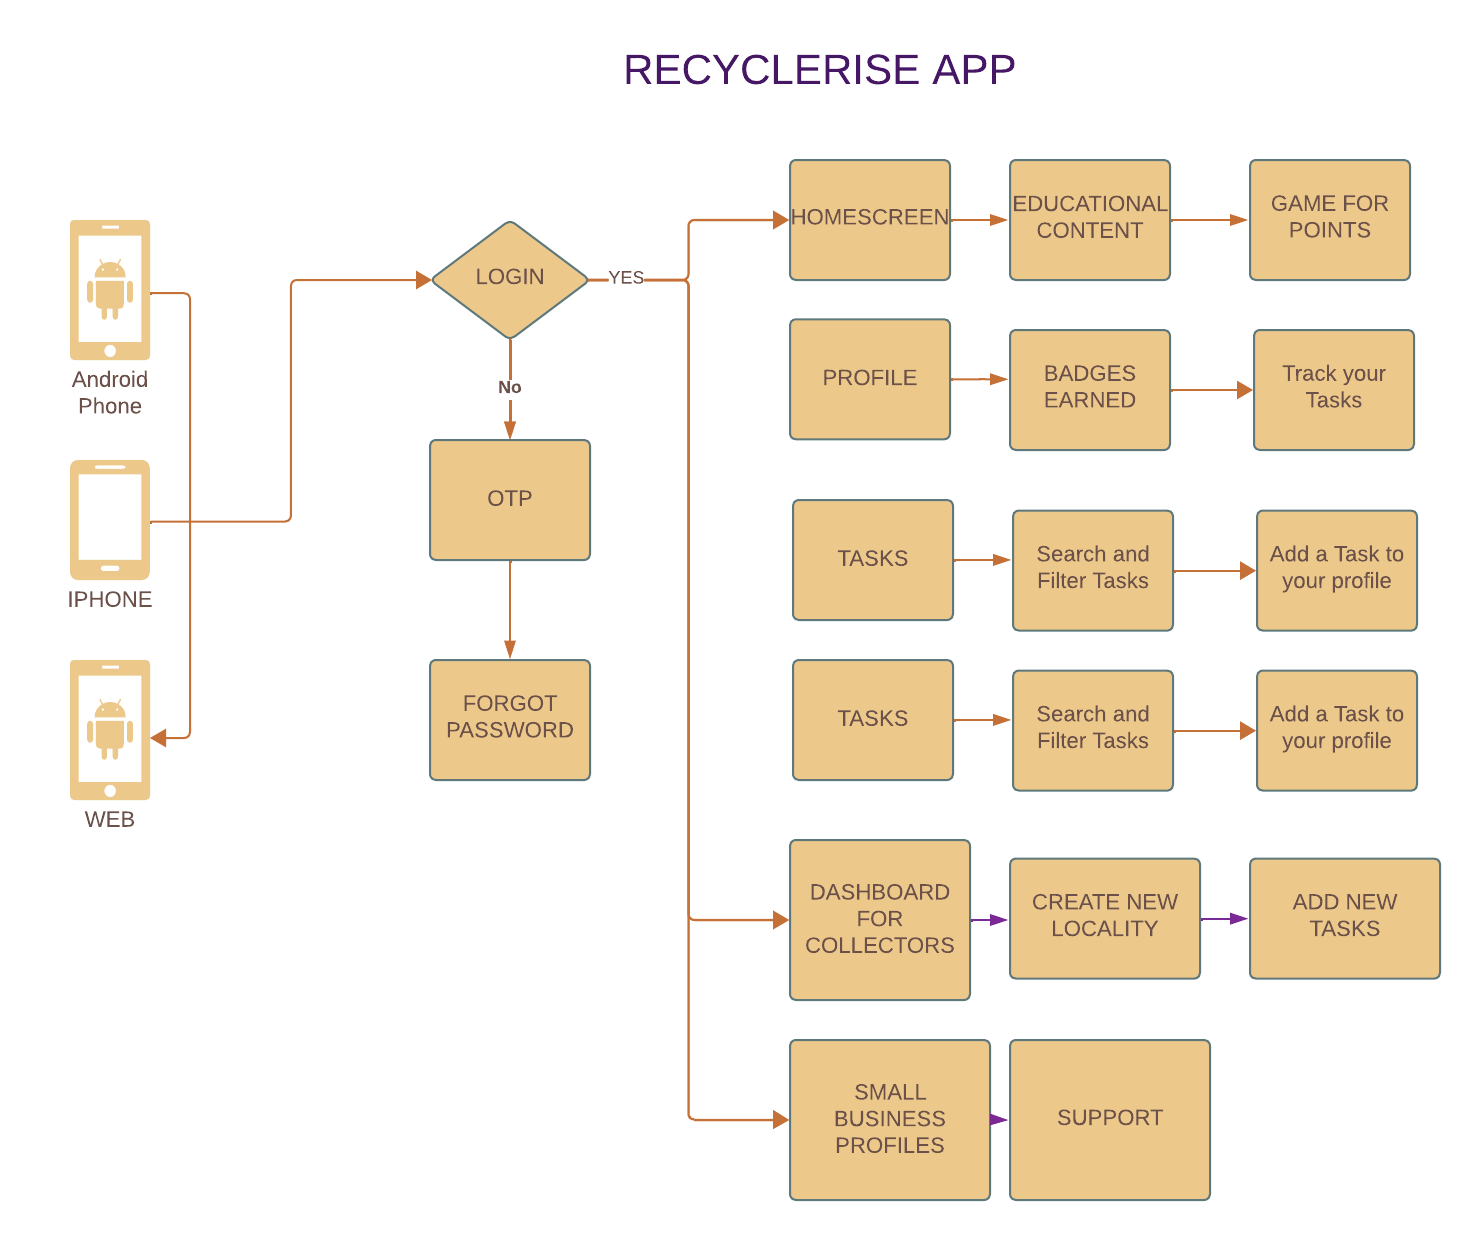 RECYCLERISE APP
Android
Phone
IPHONE
WEB
LOGIN
YES
No
OTP
FORGOT
PASSWORD
HOMESCREEN
EDUCATIONAL
CONTENT
GAME FOR
POINTS
PROFILE
BADGES
EARNED
Track your
Tasks
TASKS
Search and
Filter Tasks
Add a Task to
your profile
TASKS
Search and
Filter Tasks
Add a Task to
your profile
DASHBOARD
FOR
COLLECTORS
CREATE NEW
LOCALITY
ADD NEW
TASKS
SMALL
BUSINESS
PROFILES
SUPPORT